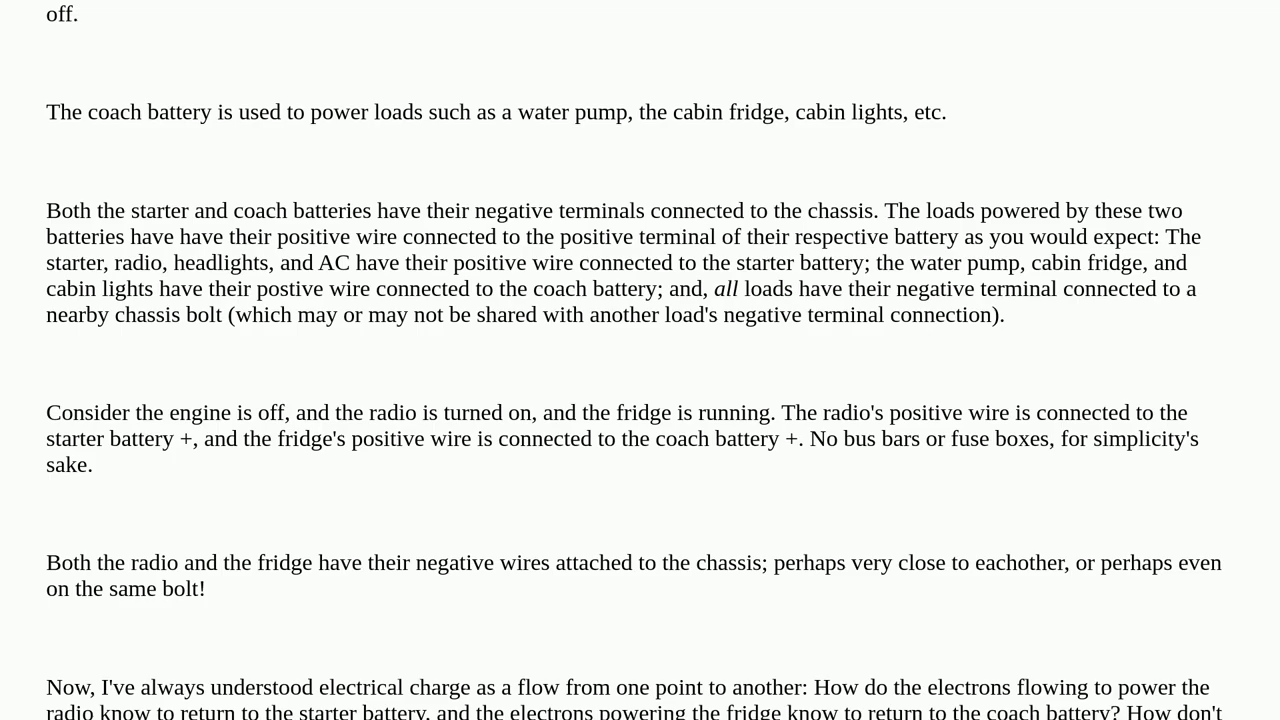 off.
The coach battery is used to power loads such as a water pump, the cabin fridge, cabin lights, etc.
Both the starter and coach batteries have their negative terminals connected to the chassis. The loads powered by these two
batteries have have their positive wire connected to the positive terminal of their respective battery as you would expect: The
starter, radio, headlights, and AC have their positive wire connected to the starter battery; the water pump, cabin fridge, and
cabin lights have their postive wire connected to the coach battery; and, all loads have their negative terminal connected to a
nearby chassis bolt (which may or may not be shared with another load's negative terminal connection).
Consider the engine is off, and the radio is turned on, and the fridge is running. The radio's positive wire is connected to the
starter battery +, and the fridge's positive wire is connected to the coach battery +. No bus bars or fuse boxes, for simplicity's
sake.
Both the radio and the fridge have their negative wires attached to the chassis; perhaps very close to eachother, or perhaps even
on the same bolt!
Now, I've always understood electrical charge as a flow from one point to another: How do the electrons flowing to power the
radio know to return to the starter battery, and the electrons powering the fridge know to return to the coach battery? How don't